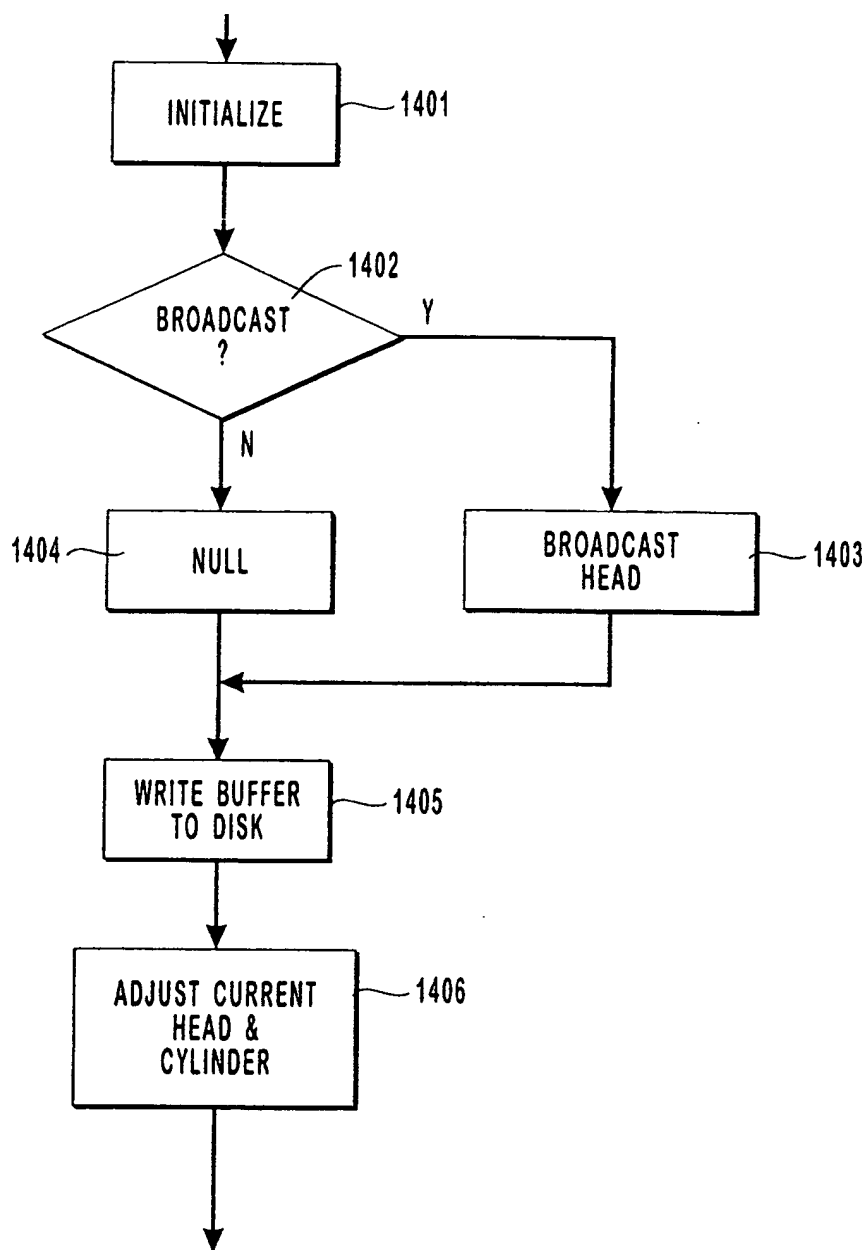 INITIALIZE
1401
1402
BROADCAST
?
Y
N
1404
NULL
BROADCAST
HEAD
1403
WRITE BUFFER
TO DISK
1405
ADJUST CURRENT
HEAD &
CYLINDER
1406